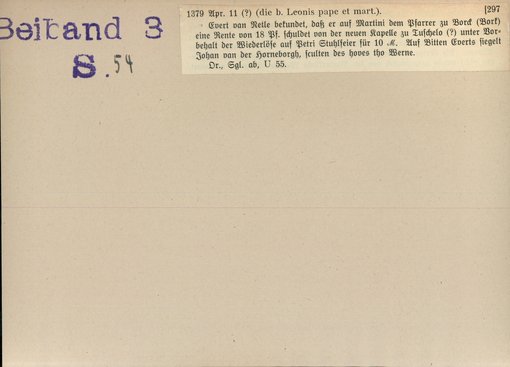 Beiband 3
S. 54
1379 Apr. 11 (?) (die b. Leonis pape et mart.). [297
Evert van Nelle bekundet, daß er auf Martini dem Pfarrer zu Borck (Bork)
eine Rente von 18 Pf. schuldet von der neuen Kapelle zu Tuschelo (?) unter Vor-
behalt der Wiederlöse auf Petri Stuhlfeier für 10 ℳ. Auf Bitten Everts siegelt
Johan van der Horneborgh, sculten des hoves tho Werne.
Or., Sgl. ab, U 55.